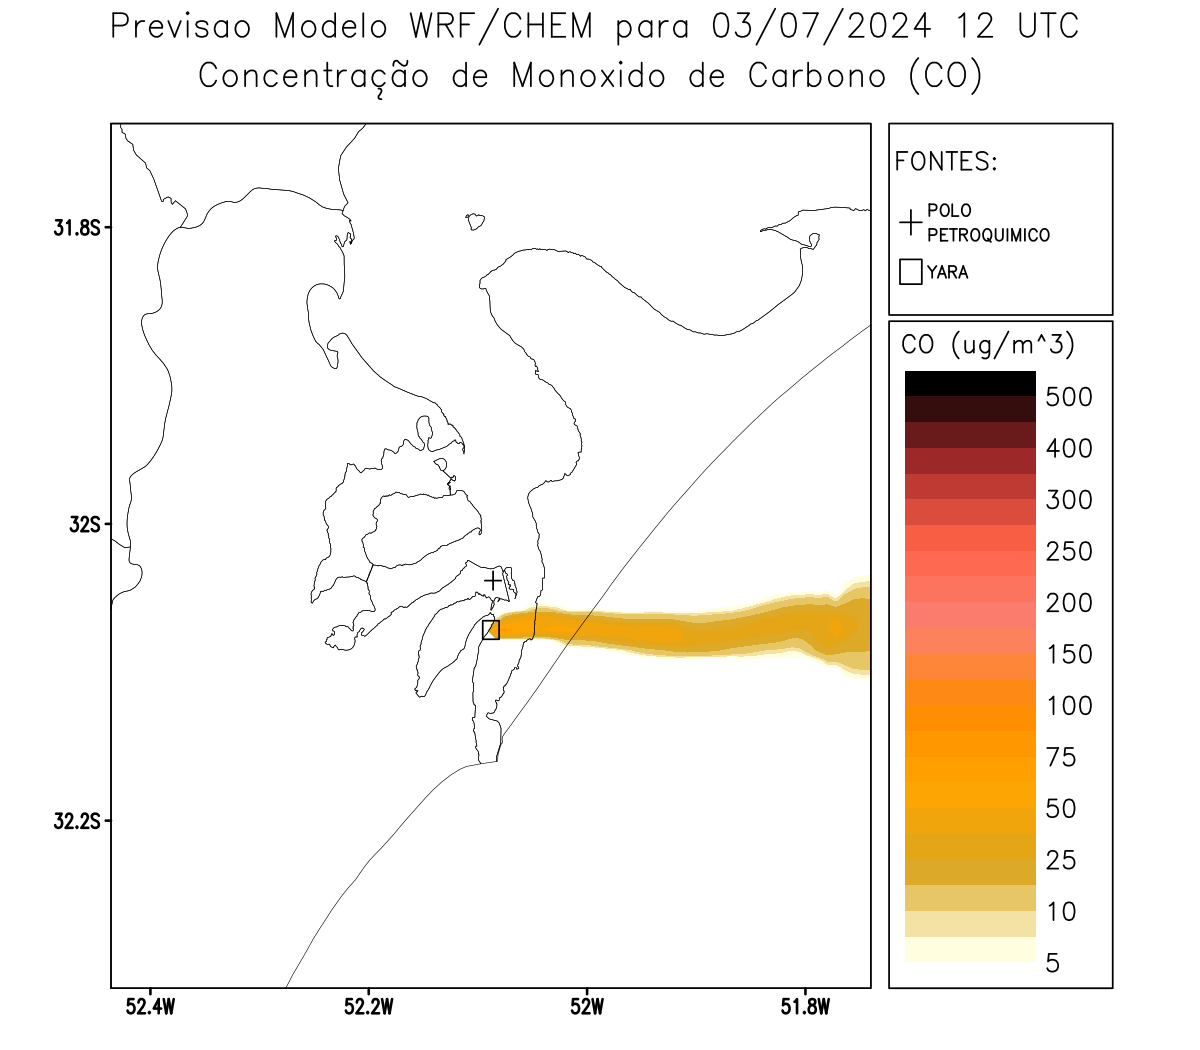 Previsao Modelo WRF/CHEM para 03/07/2024 12 UTC
Concentração de Monoxido de Carbono (CO)
FONTES:
POLO
PETROQUIMICO
YARA
CO (ug/m^3)
500
400
300
250
200
150
100
75
50
25
10
5
31.8S
32S
32.2S
52.4W
52.2W
52W
51.8W